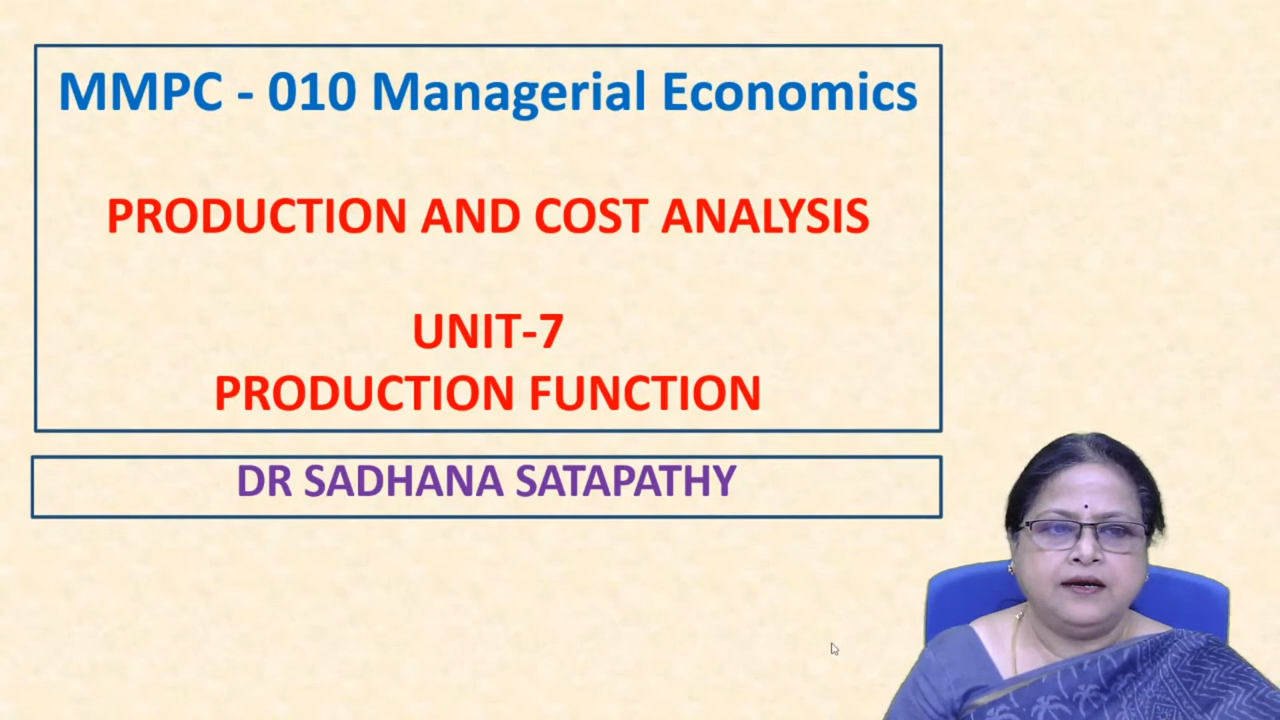 MMPC - 010 Managerial Economics
PRODUCTION AND COST ANALYSIS
UNIT-7
PRODUCTION FUNCTION
DR SADHANA SATAPATHY